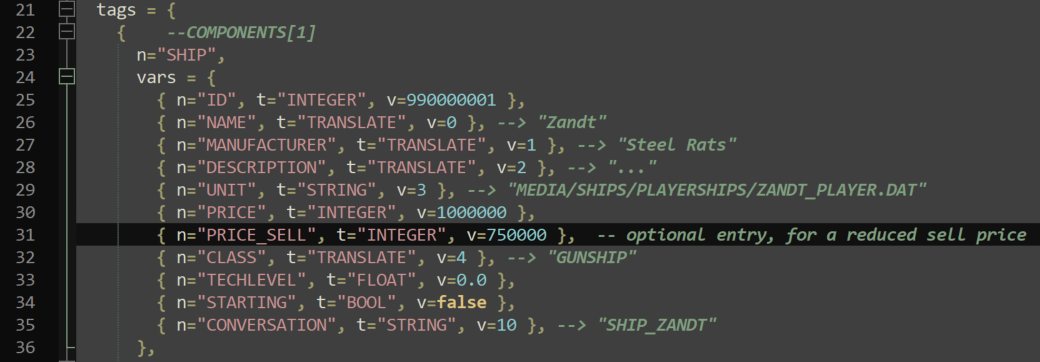 21 tags = {
22 { --COMPONENTS[1]
23 n="SHIP",
24 vars = {
25 { n="ID", t="INTEGER", v=990000001 },
26 { n="NAME", t="TRANSLATE", v=0 }, --> "Zandt"
27 { n="MANUFACTURER", t="TRANSLATE", v=1 }, --> "Steel Rats"
28 { n="DESCRIPTION", t="TRANSLATE", v=2 }, --> "..."
29 { n="UNIT", t="STRING", v=3 }, --> "MEDIA/SHIPS/PLAYERSHIPS/ZANDT_PLAYER.DAT"
30 { n="PRICE", t="INTEGER", v=1000000 },
31 { n="PRICE_SELL", t="INTEGER", v=750000 }, -- optional entry, for a reduced sell price
32 { n="CLASS", t="TRANSLATE", v=4 }, --> "GUNSHIP"
33 { n="TECHLEVEL", t="FLOAT", v=0.0 },
34 { n="STARTING", t="BOOL", v=false },
35 { n="CONVERSATION", t="STRING", v=10 }, --> "SHIP_ZANDT"
36 },